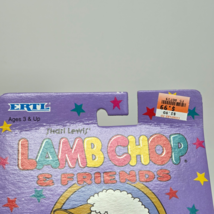 ERTL
Ages 3 & Up
Shari Lewis'
LAMB CHOP
& FRIENDS